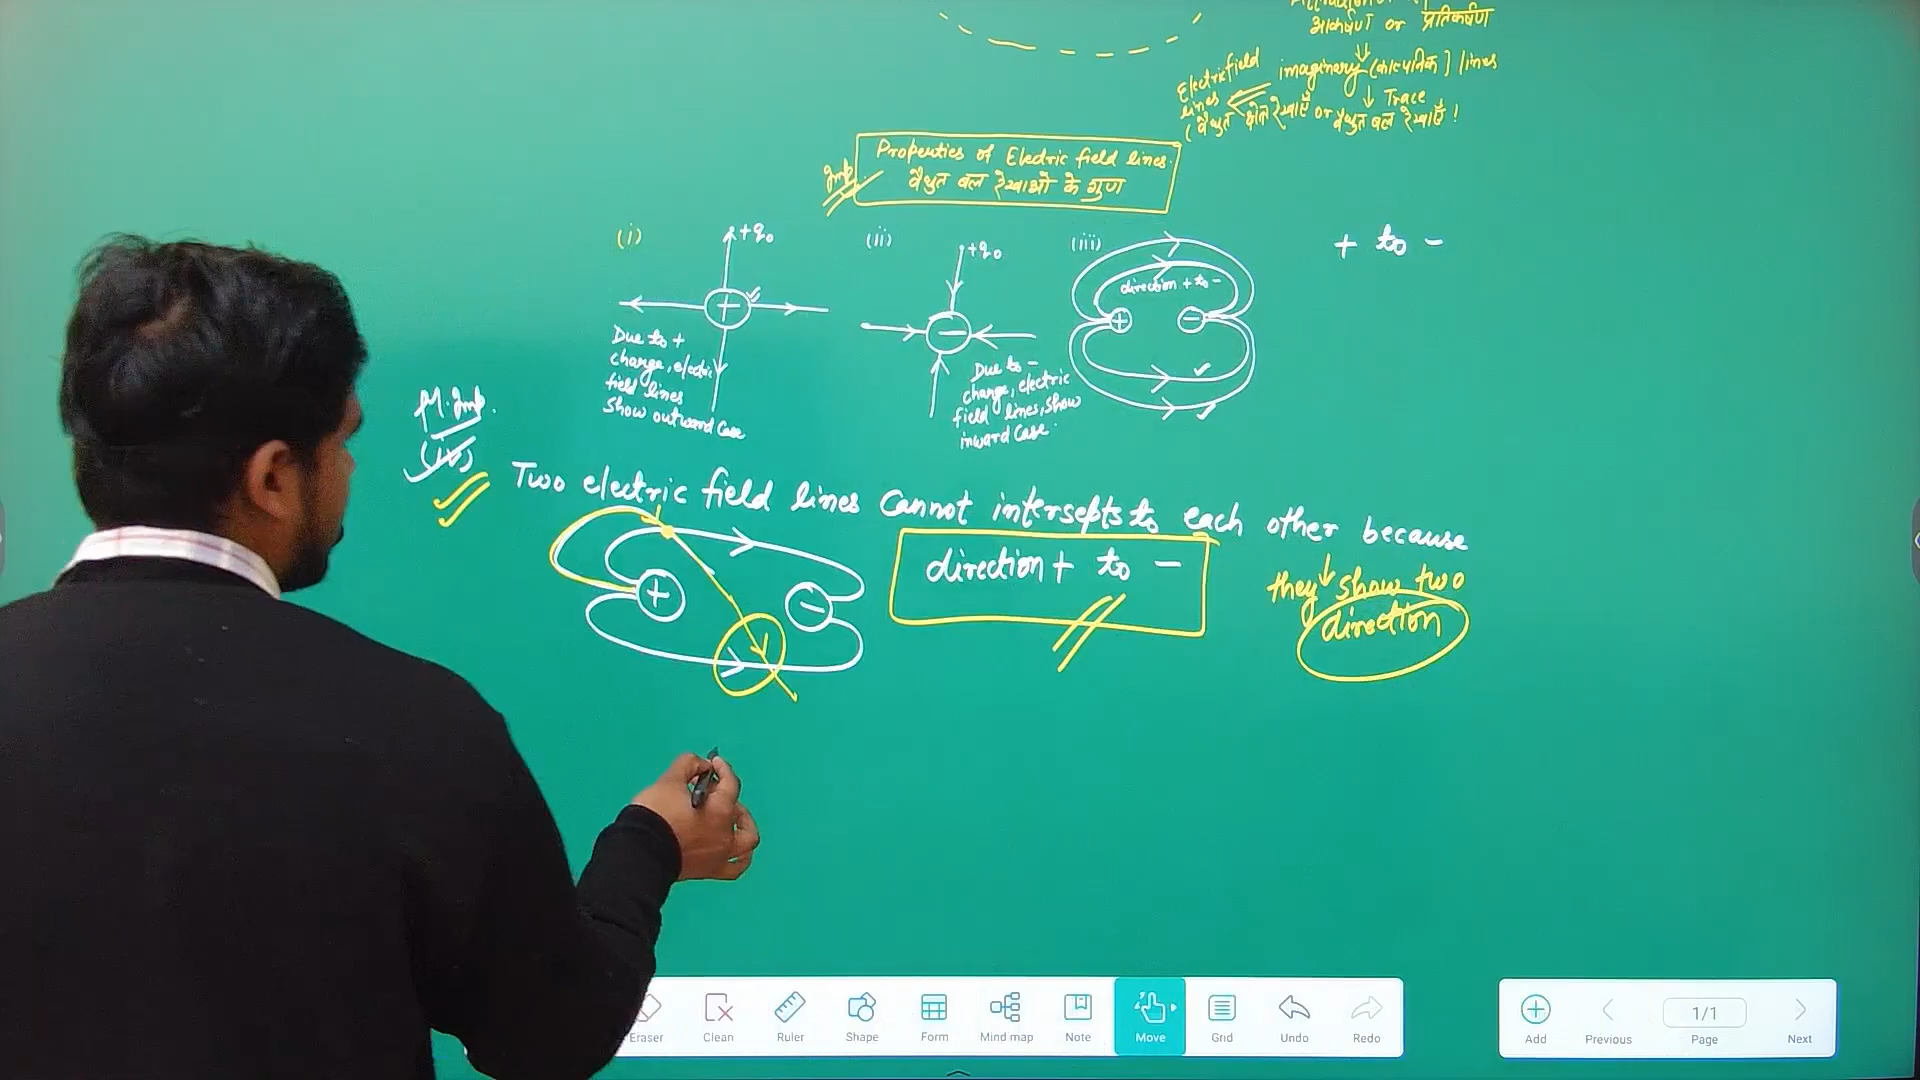 आकर्षण or प्रतिकर्षण
imaginary (काल्पनिक) lines
Trace
Electric field lines
(वैद्युत क्षेत्र रेखाएँ or वैद्युत बल रेखाएँ !
Imp.
Properties of Electric field lines.
वैद्युत बल रेखाओं के गुण
(i)
+q₀
+
Due to +
charge, electric
field lines
show outward case
(ii)
+q₀
−
Due to −
charge, electric
field lines, show
inward case.
(iii)
direction + to −
+
−
+ to −
M. Imp.
(iv)
Two electric field lines cannot intersepts to each other because
they show two
direction
+
−
direction + to −
Eraser
Clean
Ruler
Shape
Form
Mind map
Note
Move
Grid
Undo
Redo
Add
Previous
1/1
Page
Next